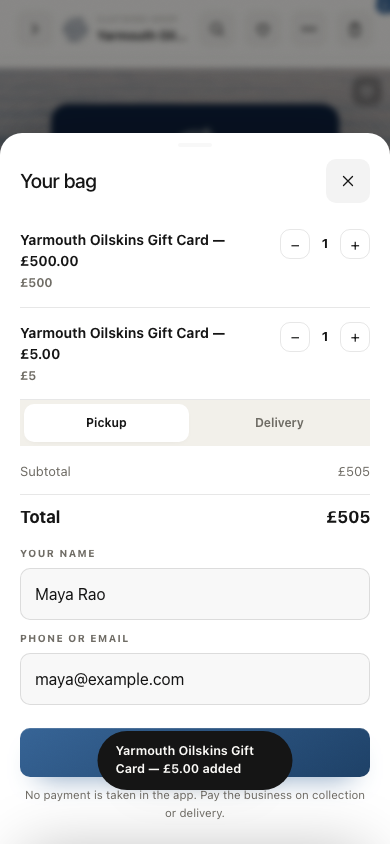 Your bag
Yarmouth Oilskins Gift Card —
£500.00
£500
− 1 +
Yarmouth Oilskins Gift Card —
£5.00
£5
− 1 +
Pickup
Delivery
Subtotal £505
Total £505
YOUR NAME
Maya Rao
PHONE OR EMAIL
maya@example.com
Yarmouth Oilskins Gift
Card — £5.00 added
No payment is taken in the app. Pay the business on collection
or delivery.